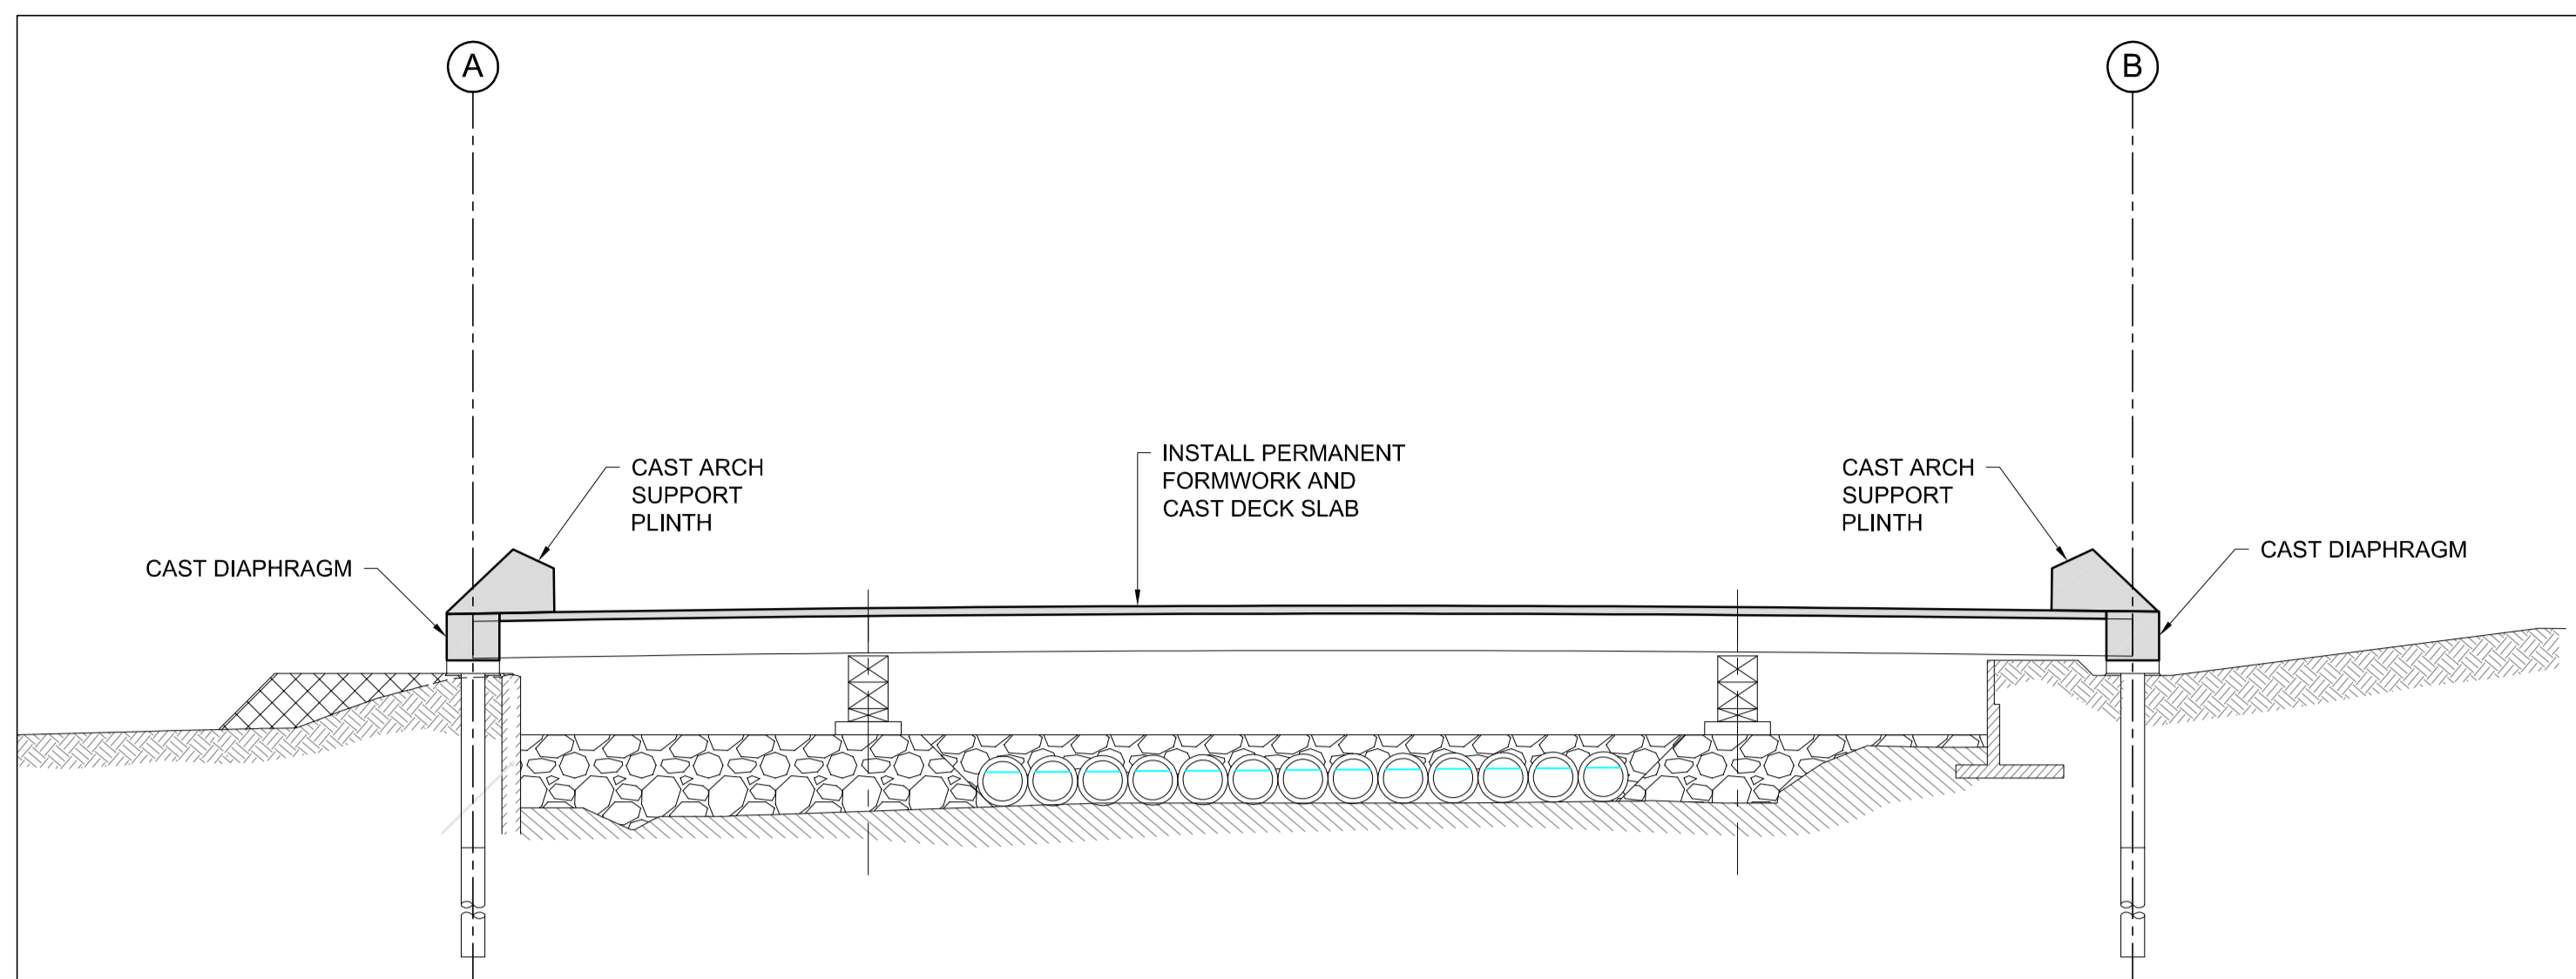 A
B
CAST ARCH
SUPPORT
PLINTH
INSTALL PERMANENT
FORMWORK AND
CAST DECK SLAB
CAST ARCH
SUPPORT
PLINTH
CAST DIAPHRAGM
CAST DIAPHRAGM